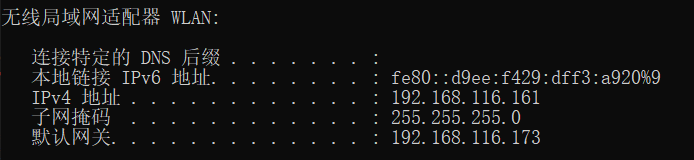 无线局域网适配器 WLAN:
连接特定的 DNS 后缀 . . . . . . . :
本地链接 IPv6 地址. . . . . . . . : fe80::d9ee:f429:dff3:a920%9
IPv4 地址 . . . . . . . . . . . . : 192.168.116.161
子网掩码  . . . . . . . . . . . . : 255.255.255.0
默认网关. . . . . . . . . . . . . : 192.168.116.173